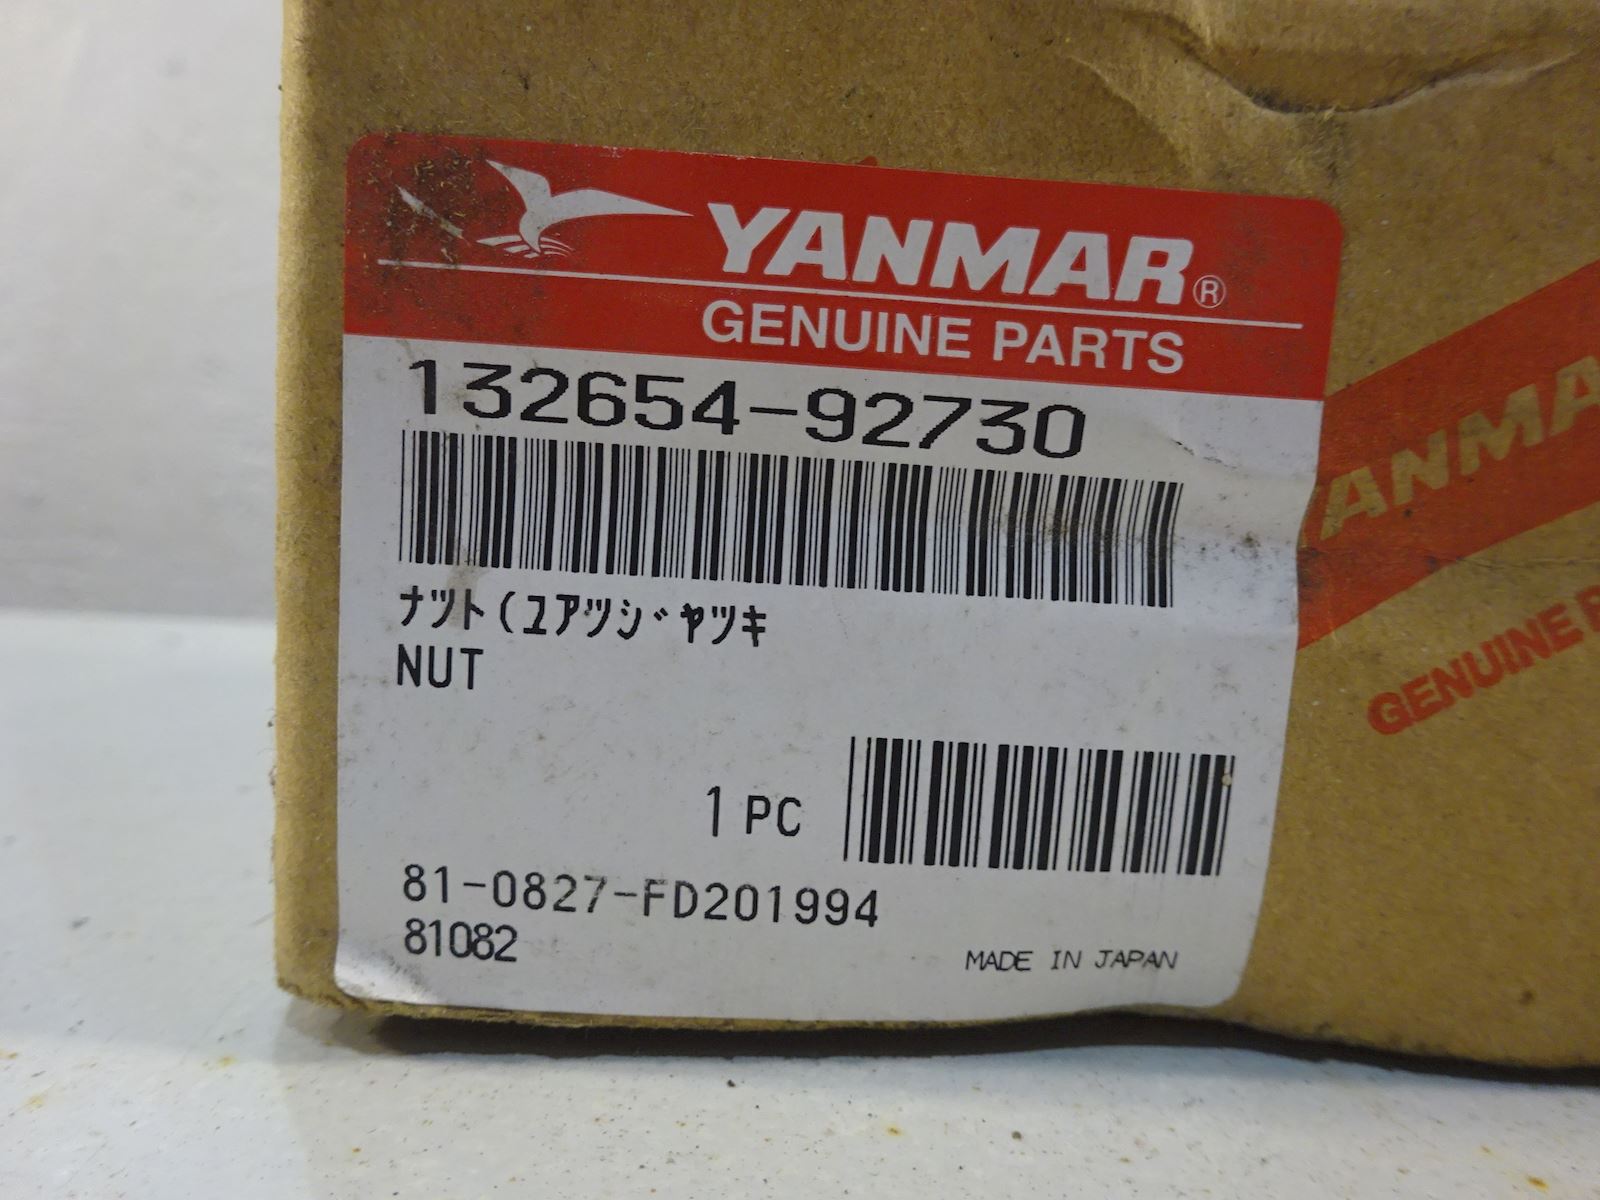 YANMAR®
GENUINE PARTS
132654-92730
ナツト(ユアツジヤツキ
NUT
1 PC
81-0827-FD201994
81082
MADE IN JAPAN
YANMA
GENUINE